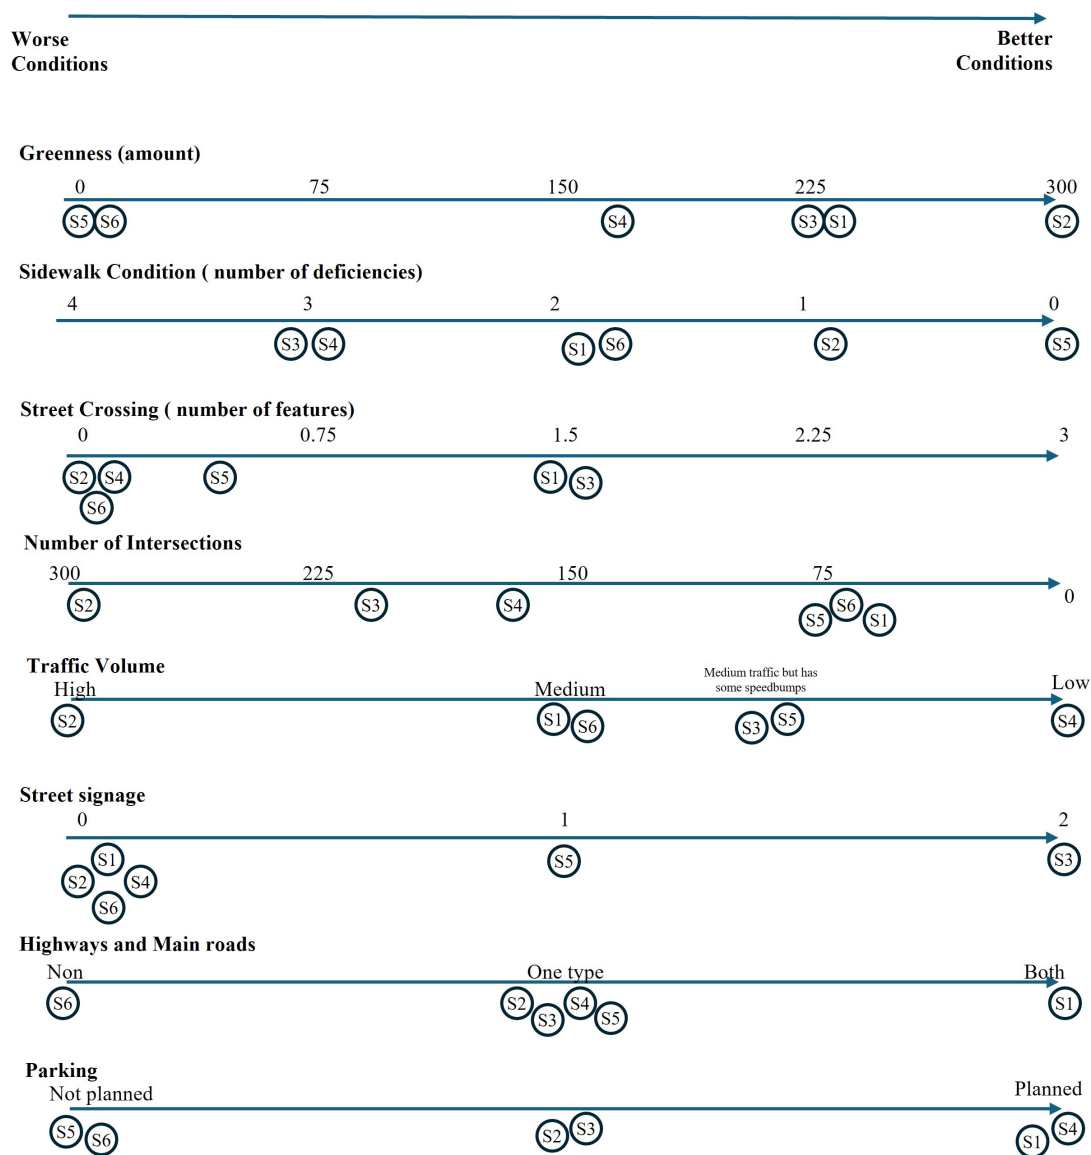 Worse
Conditions
Better
Conditions
Greenness (amount)
0 75 150 225 300
S5 S6 S4 S3 S1 S2
Sidewalk Condition ( number of deficiencies)
4 3 2 1 0
S3 S4 S1 S6 S2 S5
Street Crossing ( number of features)
0 0.75 1.5 2.25 3
S2 S4 S5 S1 S3
S6
Number of Intersections
300 225 150 75 0
S2 S3 S4 S5 S6 S1
Traffic Volume
High Medium Medium traffic but has
some speedbumps Low
S2 S1 S6 S3 S5 S4
Street signage
0 1 2
S1 S5 S3
S2 S4
S6
Highways and Main roads
Non One type Both
S6 S2 S3 S4 S5 S1
Parking
Not planned Planned
S5 S6 S2 S3 S1 S4